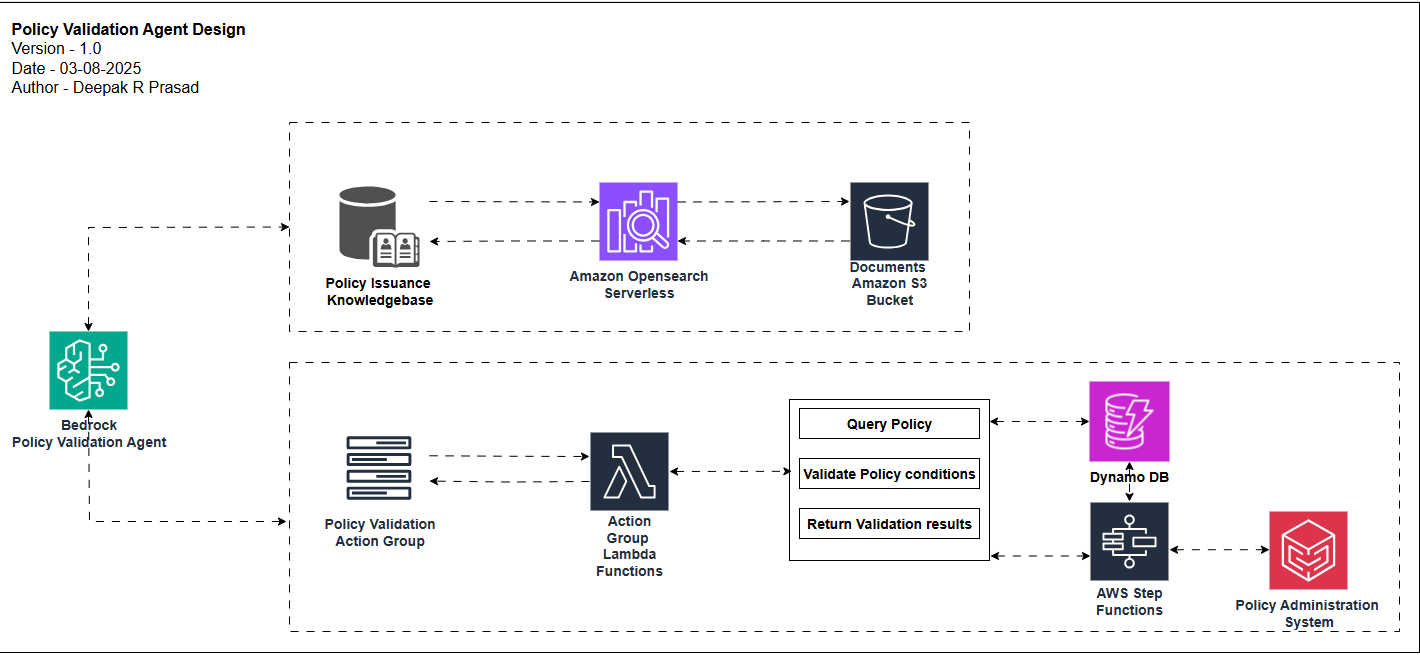 Policy Validation Agent Design
Version - 1.0
Date - 03-08-2025
Author - Deepak R Prasad
Policy Issuance
Knowledgebase
Amazon Opensearch
Serverless
Documents
Amazon S3
Bucket
Bedrock
Policy Validation Agent
Policy Validation
Action Group
Action
Group
Lambda
Functions
Query Policy
Validate Policy conditions
Return Validation results
Dynamo DB
AWS Step
Functions
Policy Administration
System